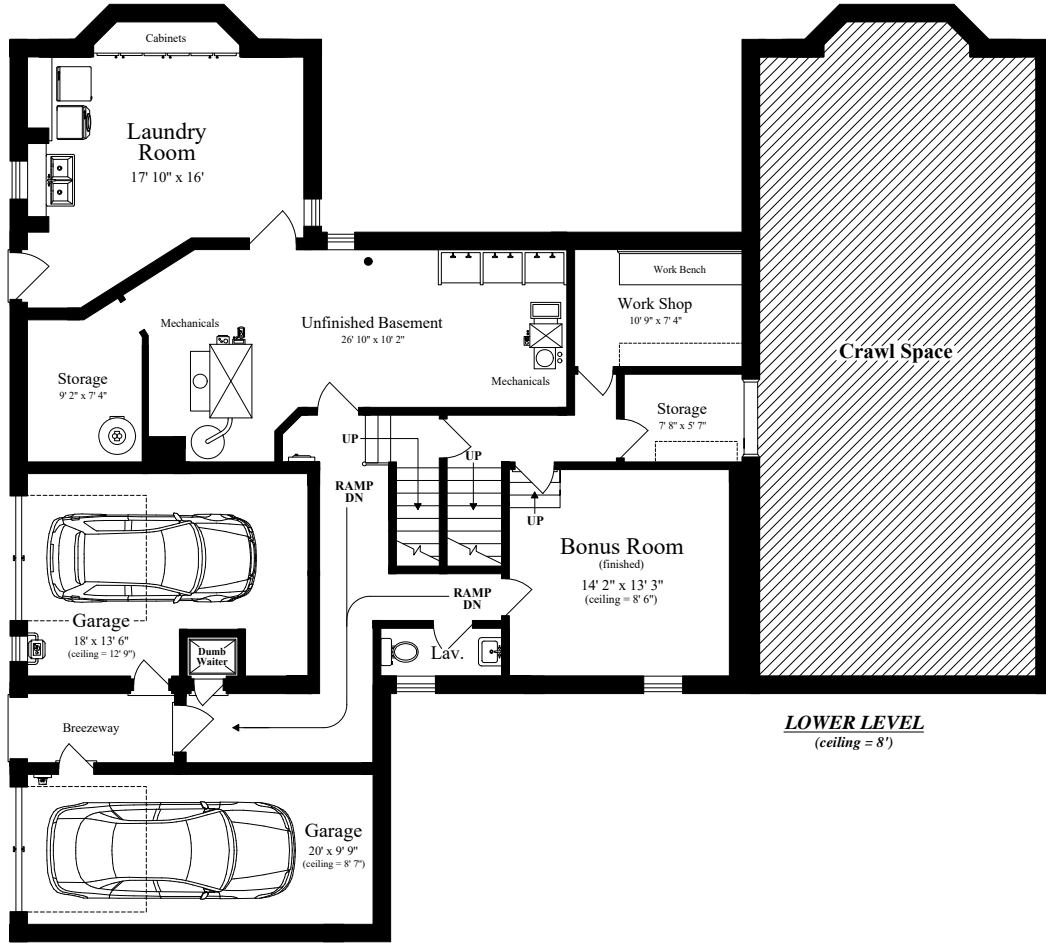 Cabinets
Laundry
Room
17' 10" x 16'
Work Bench
Work Shop
10' 9" x 7' 4"
Mechanicals
Unfinished Basement
26' 10" x 10' 2"
Crawl Space
Storage
9' 2" x 7' 4"
Mechanicals
Storage
7' 8" x 5' 7"
UP
UP
RAMP
DN
UP
Bonus Room
(finished)
14' 2" x 13' 3"
(ceiling = 8' 6")
RAMP
DN
Garage
18' x 13' 6"
(ceiling = 12' 9")
Dumb
Waiter
Lav.
Breezeway
LOWER LEVEL
(ceiling = 8')
Garage
20' x 9' 9"
(ceiling = 8' 7")